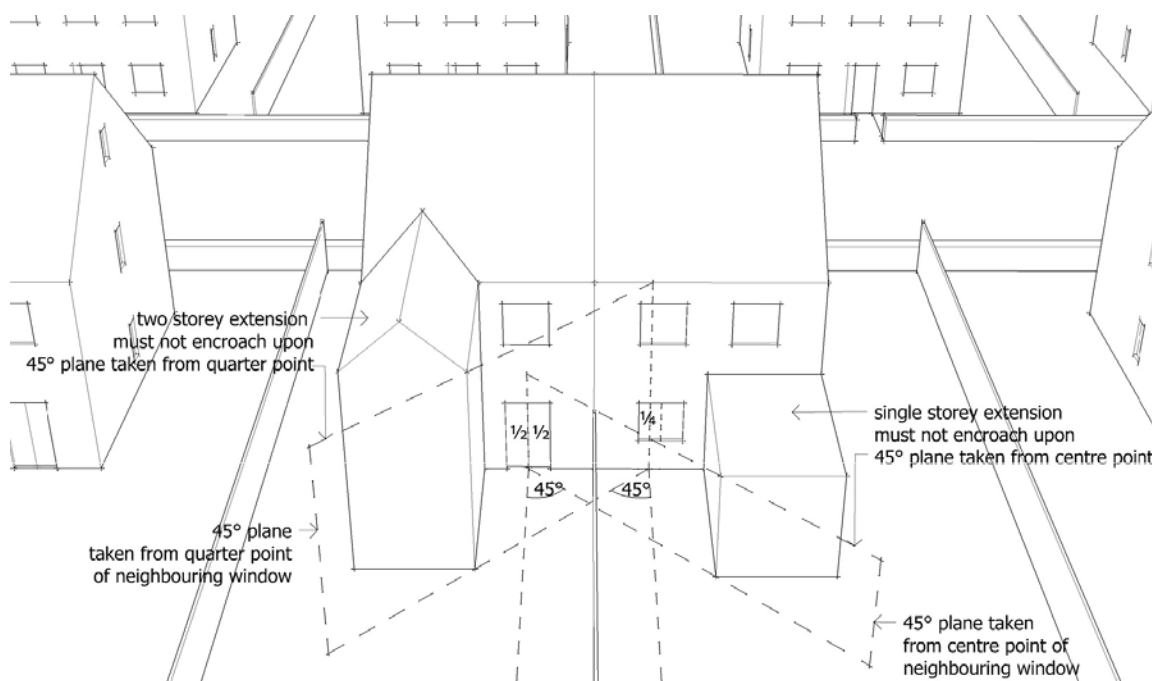 two storey extension
must not encroach upon
45° plane taken from quarter point
½ ½
¼
single storey extension
must not encroach upon
45° plane taken from centre point
45°
45°
45° plane
taken from quarter point
of neighbouring window
45° plane taken
from centre point of
neighbouring window